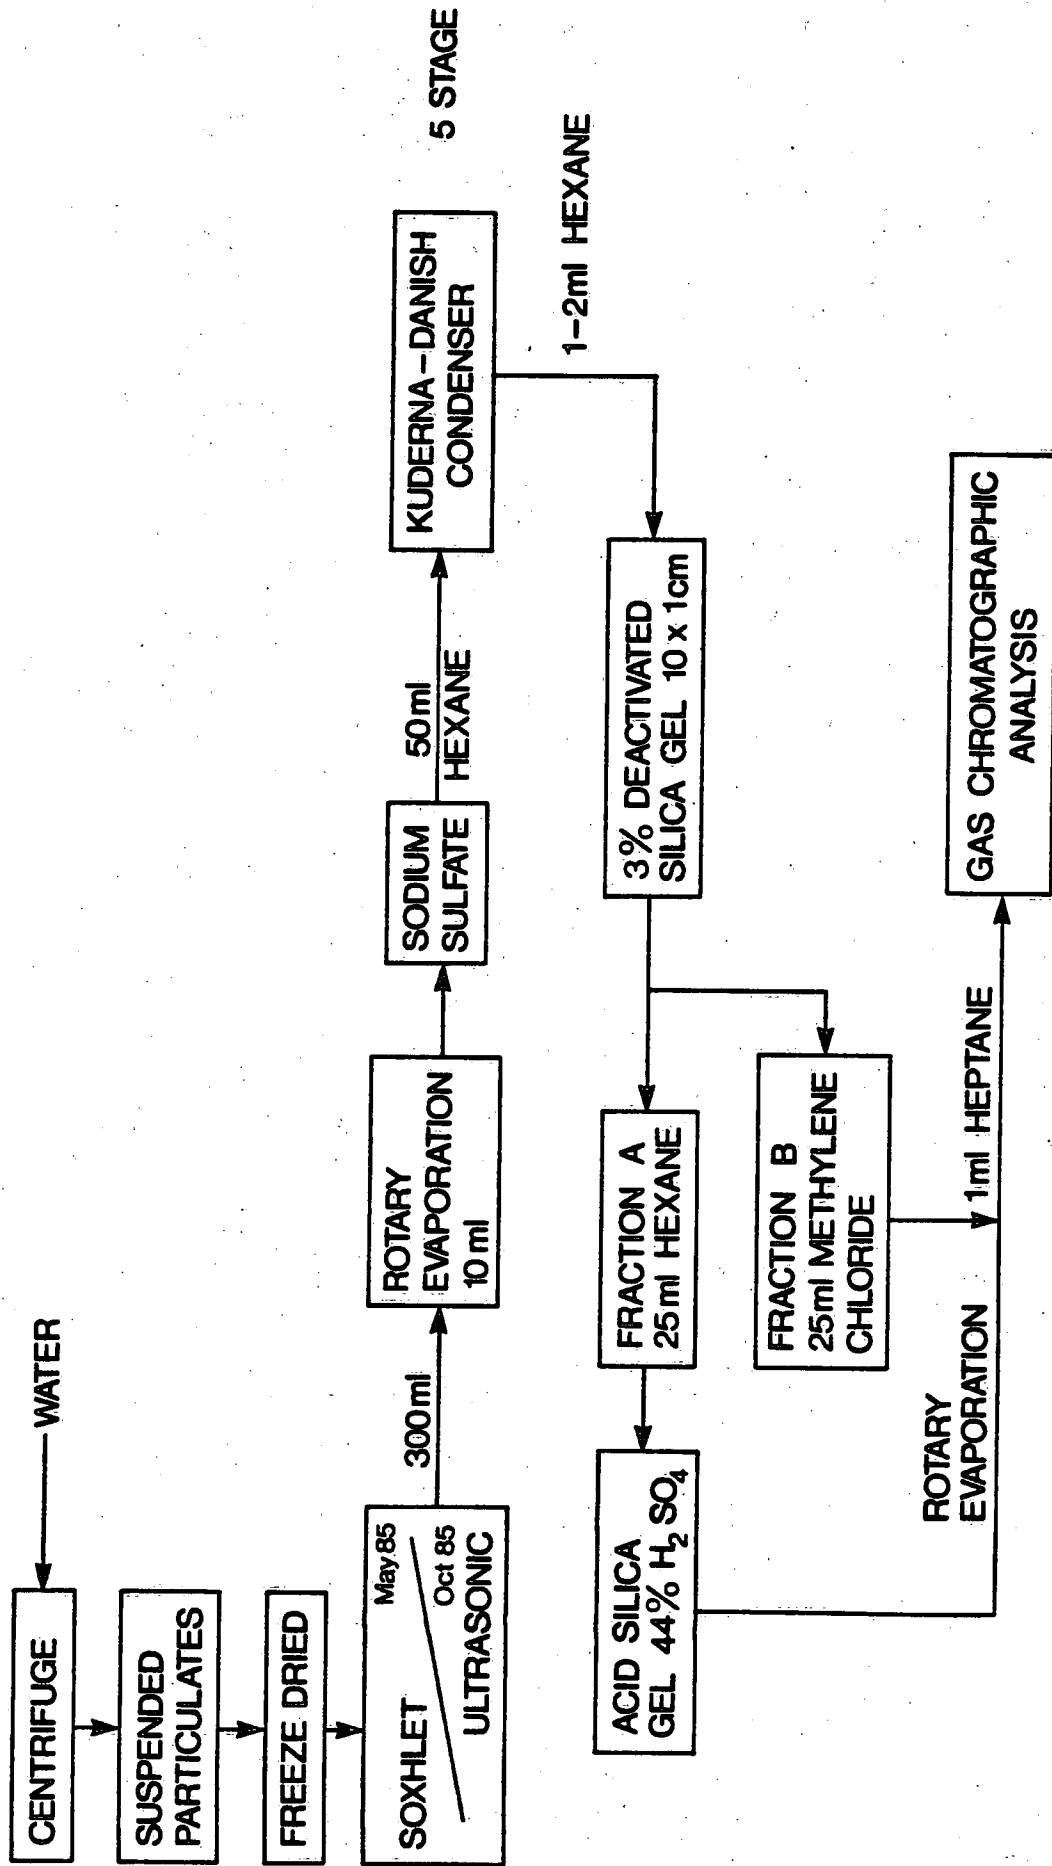 CENTRIFUGE
WATER
SUSPENDED
PARTICULATES
FREEZE DRIED
SOXHLET
May 85
Oct 85
ULTRASONIC
300ml
ROTARY
EVAPORATION
10ml
SODIUM
SULFATE
50ml
HEXANE
KUDERNA-DANISH
CONDENSER
5 STAGE
1-2ml HEXANE
3% DEACTIVATED
SILICA GEL 10 x 1cm
FRACTION A
25ml HEXANE
FRACTION B
25ml METHYLENE
CHLORIDE
ACID SILICA
GEL 44% H₂SO₄
ROTARY
EVAPORATION
1ml HEPTANE
GAS CHROMATOGRAPHIC
ANALYSIS